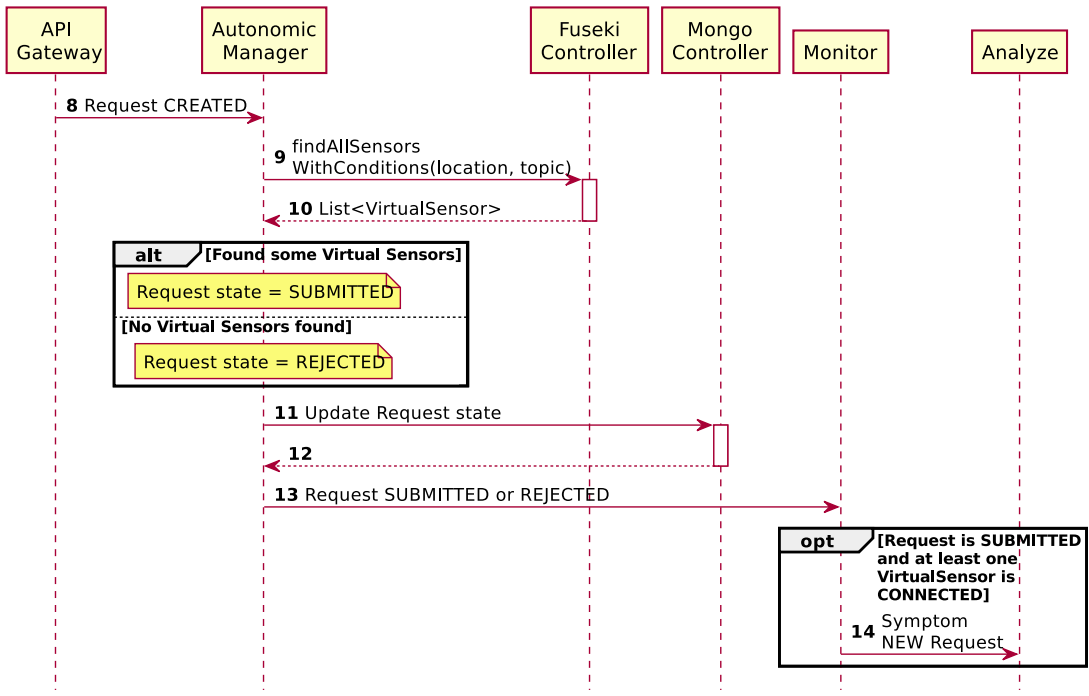 API
Gateway
Autonomic
Manager
Fuseki
Controller
Mongo
Controller
Monitor
Analyze
8 Request CREATED
9 findAllSensors
WithConditions(location, topic)
10 List<VirtualSensor>
alt [Found some Virtual Sensors]
Request state = SUBMITTED
[No Virtual Sensors found]
Request state = REJECTED
11 Update Request state
12
13 Request SUBMITTED or REJECTED
opt [Request is SUBMITTED
and at least one
VirtualSensor is
CONNECTED]
14 Symptom
NEW Request